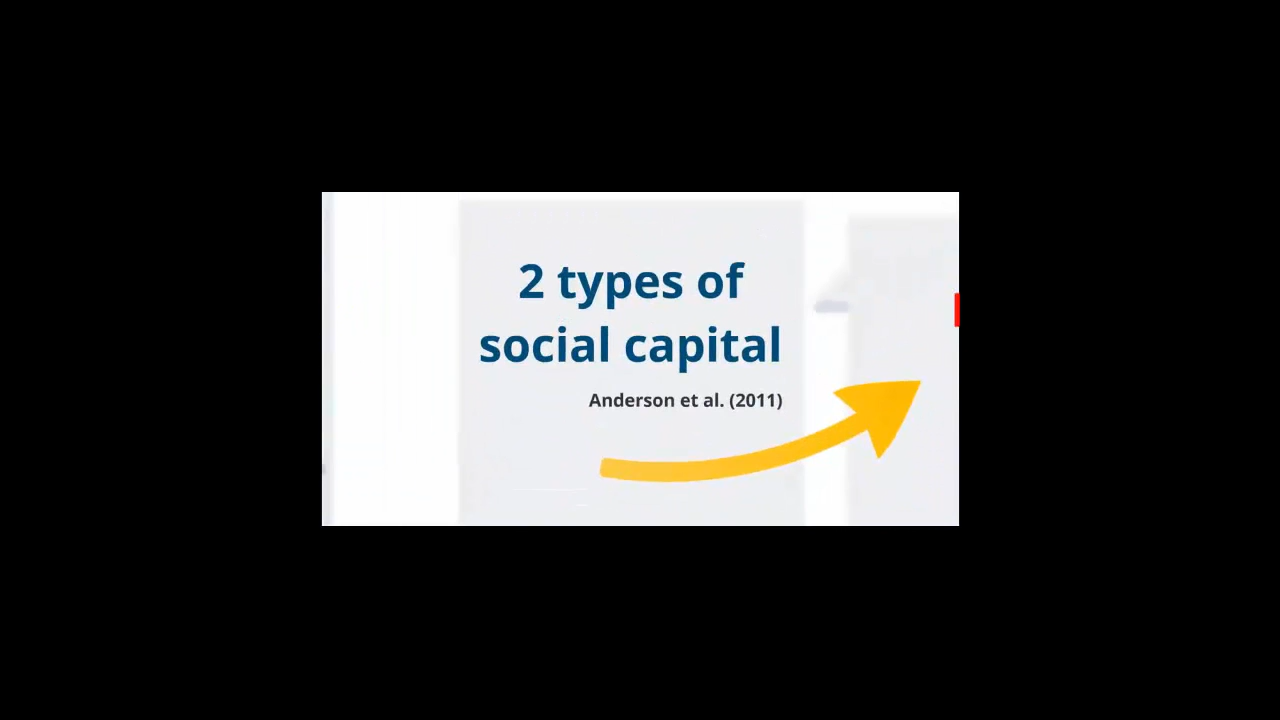 2 types of
social capital
Anderson et al. (2011)